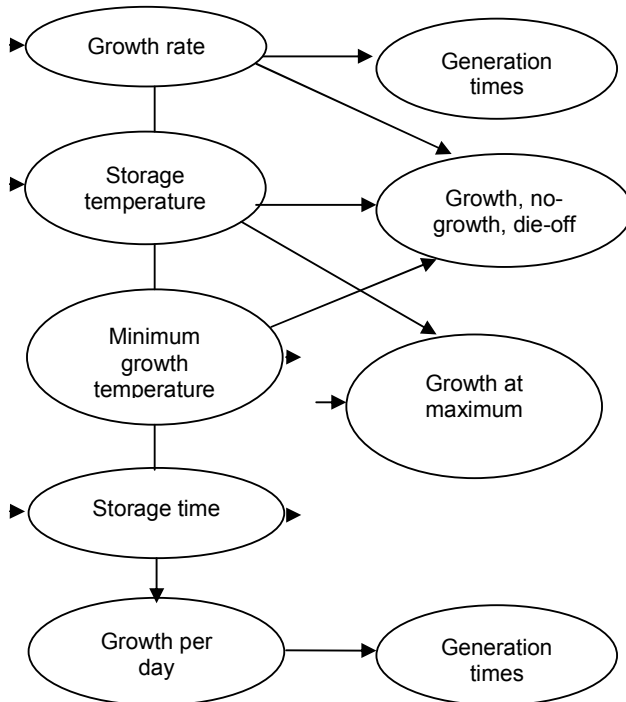 Growth rate
Generation
times
Storage
temperature
Growth, no-
growth, die-off
Minimum
growth
temperature
Growth at
maximum
Storage time
Growth per
day
Generation
times